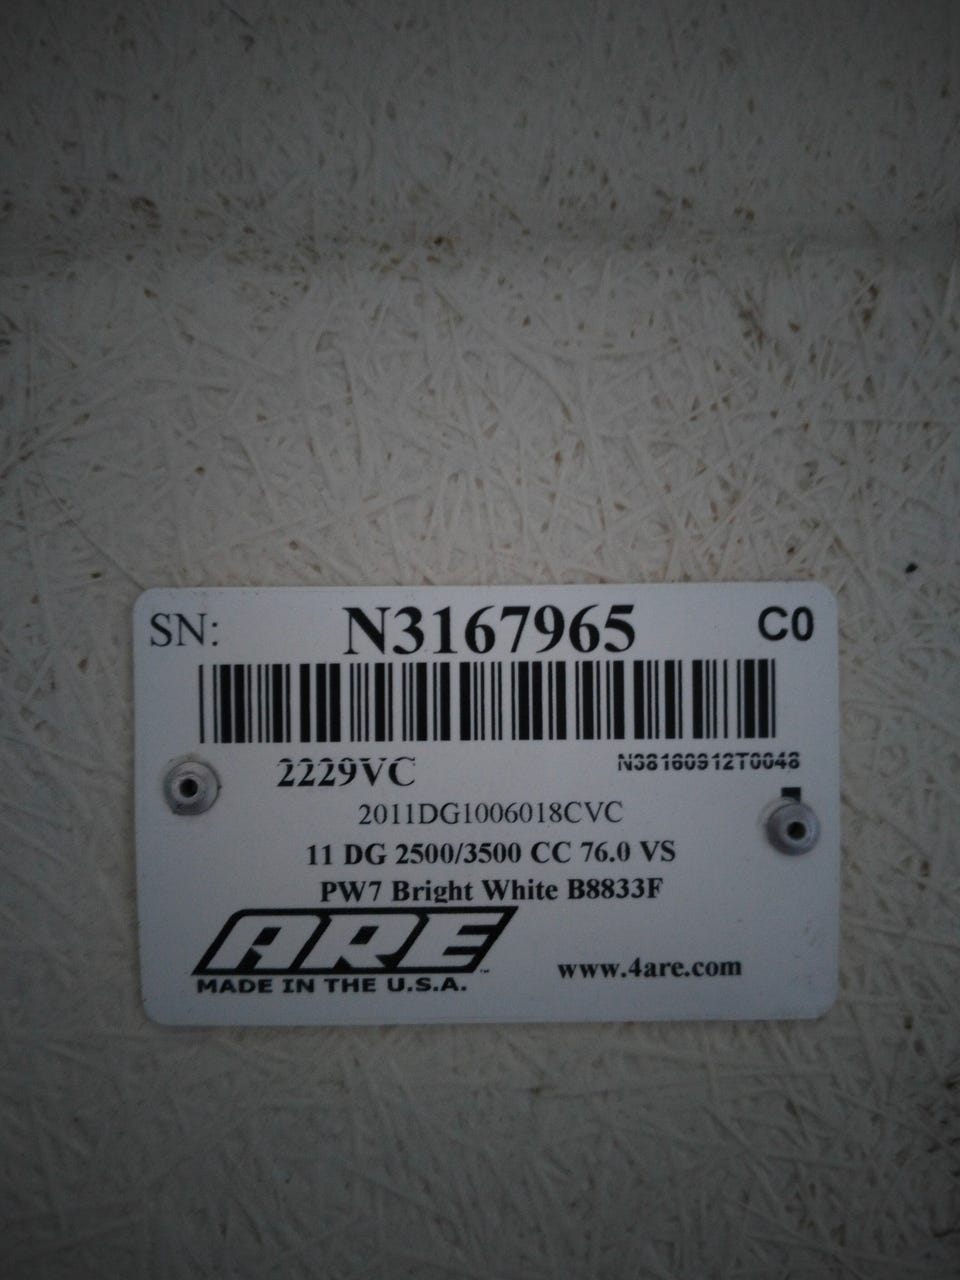 SN: N3167965 C0
2229VC N38160912T0048
2011DG1006018CVC
11 DG 2500/3500 CC 76.0 VS
PW7 Bright White B8833F
ARE™
MADE IN THE U.S.A. www.4are.com